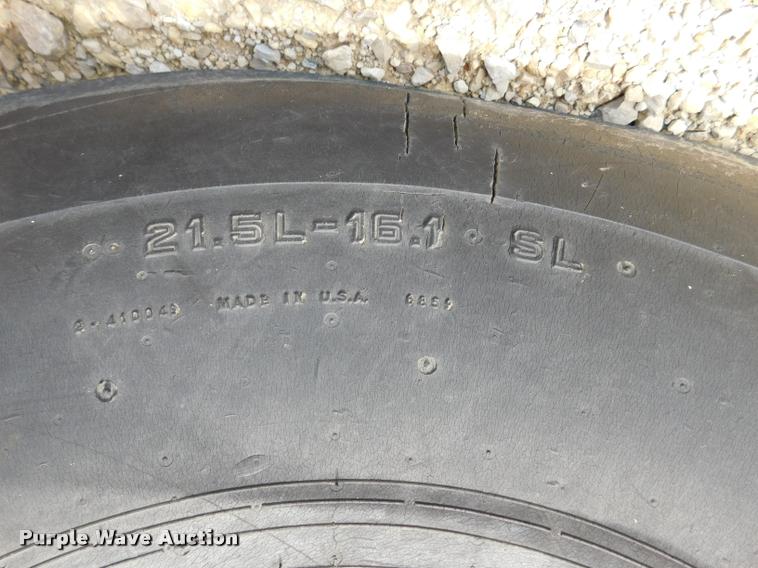 21.5L-16.1 SL
MADE IN U.S.A.
Purple Wave Auction